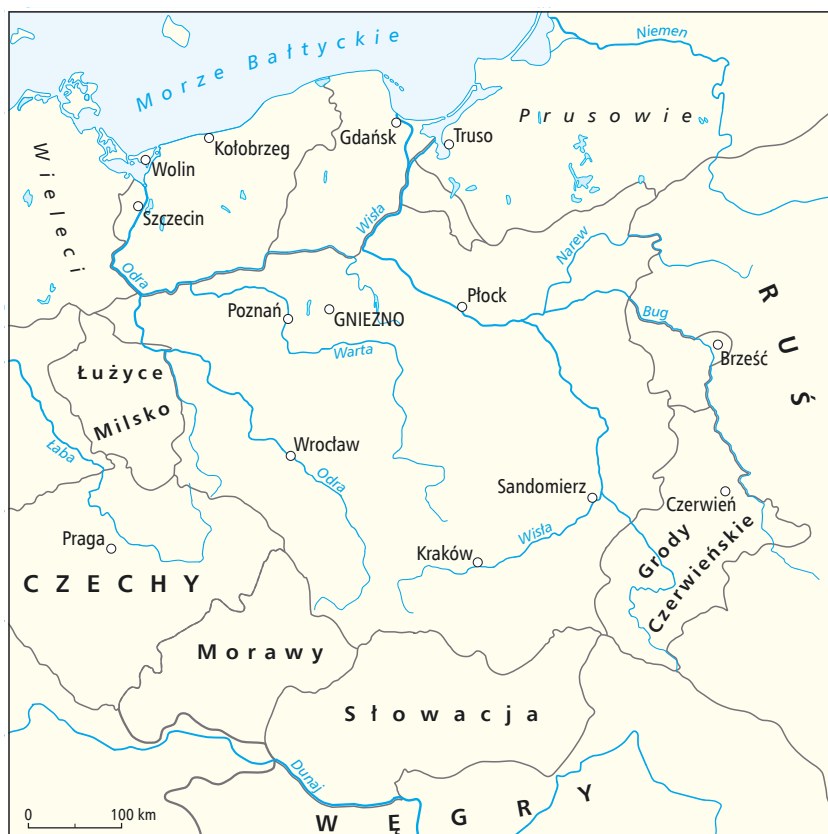 Morze Bałtyckie
Niemen
Prusowie
Gdańsk
Truso
Kołobrzeg
Wolin
Wieleci
Szczecin
Wisła
Narew
Odra
Płock
Poznań
GNIEZNO
Bug
RUŚ
Brześć
Warta
Łużyce
Milsko
Łaba
Wrocław
Odra
Sandomierz
Czerwień
Praga
Kraków
Wisła
Grody
Czerwieńskie
CZECHY
Morawy
Słowacja
Dunaj
WĘGRY
0 100 km